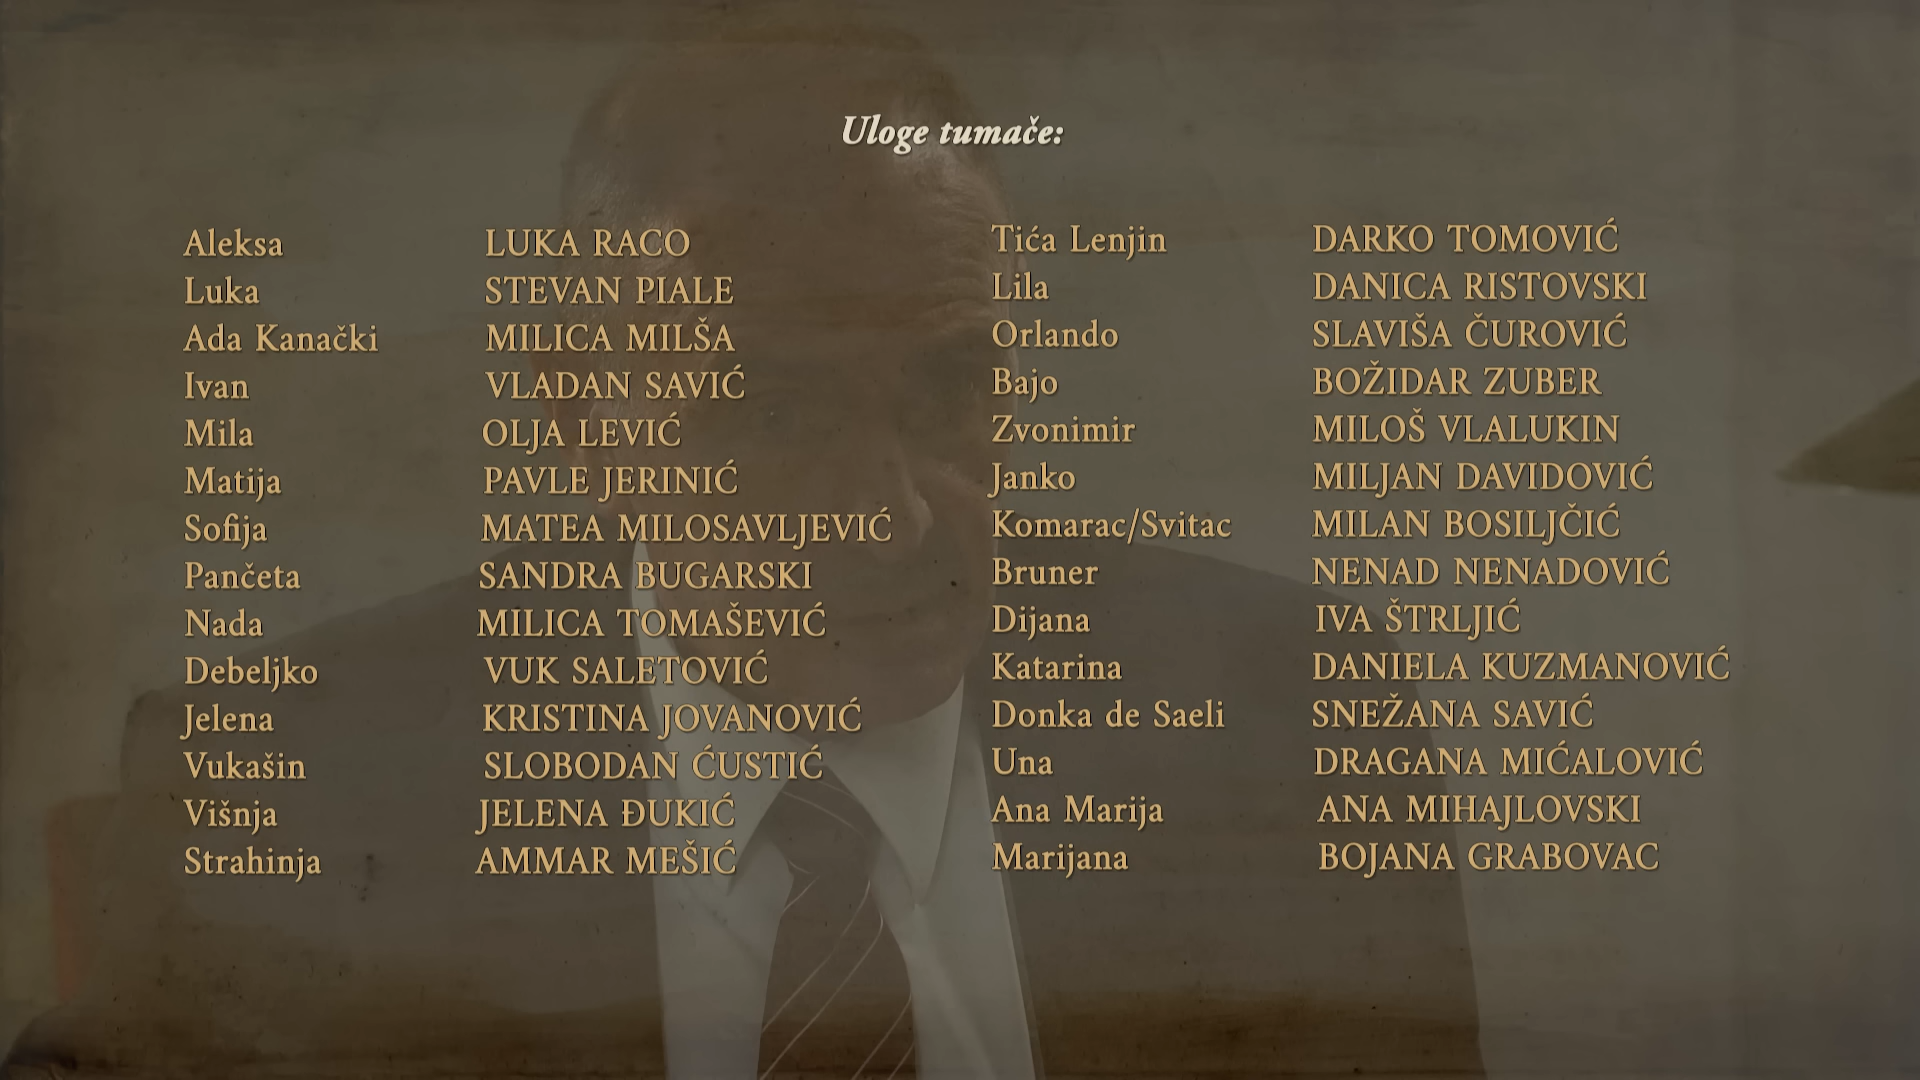 Uloge tumače:
Aleksa LUKA RACO
Luka STEVAN PIALE
Ada Kanački MILICA MILŠA
Ivan VLADAN SAVIĆ
Mila OLJA LEVIĆ
Matija PAVLE JERINIĆ
Sofija MATEA MILOSAVLJEVIĆ
Pančeta SANDRA BUGARSKI
Nada MILICA TOMAŠEVIĆ
Debeljko VUK SALETOVIĆ
Jelena KRISTINA JOVANOVIĆ
Vukašin SLOBODAN ĆUSTIĆ
Višnja JELENA ĐUKIĆ
Strahinja AMMAR MEŠIĆ
Tića Lenjin DARKO TOMOVIĆ
Lila DANICA RISTOVSKI
Orlando SLAVIŠA ČUROVIĆ
Bajo BOŽIDAR ZUBER
Zvonimir MILOŠ VLALUKIN
Janko MILJAN DAVIDOVIĆ
Komarac/Svitac MILAN BOSILJČIĆ
Bruner NENAD NENADOVIĆ
Dijana IVA ŠTRLJIĆ
Katarina DANIELA KUZMANOVIĆ
Donka de Saeli SNEŽANA SAVIĆ
Una DRAGANA MIĆALOVIĆ
Ana Marija ANA MIHAJLOVSKI
Marijana BOJANA GRABOVAC